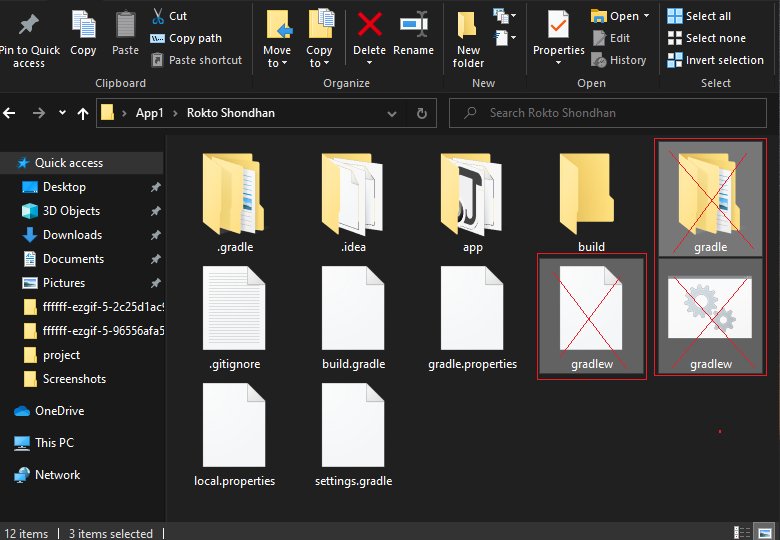 Pin to Quick
access
Copy
Paste
Cut
Copy path
Paste shortcut
Clipboard
Move
to
Copy
to
Delete
Rename
Organize
New
folder
New
Properties
Open
Edit
History
Open
Select all
Select none
Invert selection
Select
App1 › Rokto Shondhan
Search Rokto Shondhan
Quick access
Desktop
3D Objects
Downloads
Documents
Pictures
ffffff-ezgif-5-2c25d1ac9
ffffff-ezgif-5-96556afa5
project
Screenshots
OneDrive
This PC
Network
.gradle
.idea
app
build
gradle
.gitignore
build.gradle
gradle.properties
gradlew
gradlew
local.properties
settings.gradle
12 items
3 items selected